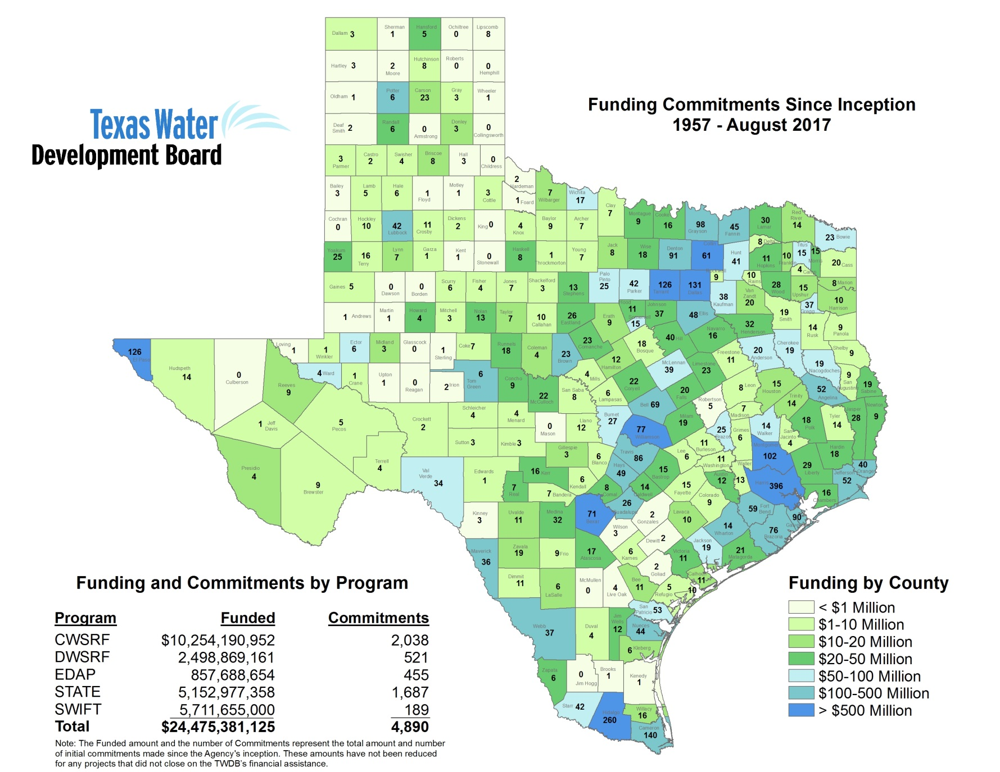 Texas Water
Development Board
Funding Commitments Since Inception
1957 - August 2017
Dallam 3
Sherman
1
Hansford
5
Ochiltree
0
Lipscomb
8
Hartley 3
2
Moore
Hutchinson
8
Roberts
0
0
Hemphill
Oldham 1
Potter
6
Carson
23
Gray
3
Wheeler
1
Deaf
Smith 2
Randall
6
0
Armstrong
Donley
3
0
Collingsworth
3
Parmer
Castro
2
Swisher
4
Briscoe
8
Hall
3
0
Childress
Bailey
3
Lamb
5
Hale
6
1
Floyd
Motley
1
3
Cottle
2
Hardeman
1 Foard
7
Wilbarger
Wichita
17
Clay
7
Cochran
0
Hockley
10
42
Lubbock
11
Crosby
Dickens
2
King 0
4
Knox
Baylor
9
Archer
7
Montague
9
Cooke
16
98
Grayson
45
Fannin
30
Lamar
Red
River
14
23 Bowie
Yoakum
25
16
Terry
Lynn
7
Garza
1
Kent
1
0
Stonewall
Haskell
8
1
Throckmorton
Young
7
Jack
8
Wise
18
Denton
91
Collin
61
Hunt
41
8 Delta
11
Hopkins
10
Franklin
Titus
15
15
Morris
20 Cass
4
Camp
Gaines 5
0
Dawson
0
Borden
Scurry
6
Fisher
4
Jones
7
Shackelford
3
13
Stephens
Palo
Pinto
25
42
Parker
126
Tarrant
131
Dallas
Rockwall
9
38
Kaufman
10
Rains
Van
Zandt
20
28
Wood
15
Upshur
8 Marion
10
Harrison
37
Gregg
1 Andrews
Martin
1
Howard
4
Mitchell
3
Nolan
13
Taylor
7
10
Callahan
26
Eastland
Erath
9
Hood
11
Somervell
15
Johnson
37
48 Ellis
Navarro
16
32
Henderson
19
Smith
14
Rusk
9
Panola
126
El Paso
Hudspeth
14
0
Culberson
Reeves
9
Loving
1
1
Winkler
Ector
6
Midland
3
Glasscock
0
1
Sterling
Coke 7
Runnels
18
Coleman
4
23
Brown
23
Comanche
12
Hamilton
18
Bosque
40 Hill
McLennan
39
Limestone
23
Freestone
11
20
Anderson
Cherokee
19
19
Nacogdoches
Shelby
9
4 Ward
1
Crane
Upton
1
0
Reagan
2 Irion
6
Tom
Green
Concho
9
22
McCulloch
San Saba
8
4
Mills
6
Lampasas
22
Coryell
Bell 69
20
Falls
Robertson
5
8 Leon
15
Houston
Trinity
14
52
Angelina
9
San
Augustine
19
Sabine
1 Jeff
Davis
5
Pecos
Crockett
2
Schleicher
4
4
Menard
0
Mason
Llano
12
Burnet
27
77
Williamson
Milam
19
25
Brazos
7
Madison
Grimes
6
14
Walker
San
Jacinto
4
18
Polk
Tyler
14
Jasper
28
Newton
9
Presidio
4
9
Brewster
Terrell
4
Val
Verde
34
Sutton 3
Kimble 3
Gillespie
3
6
Blanco
Travis
86
Hays
49
Lee
6
11
Burleson
11
Washington
Waller
13
Montgomery
102
29
Liberty
Hardin
18
40
Orange
Jefferson
52
Edwards
1
7
Real
16 Kerr
6
Kendall
7 Bandera
8
Comal
14
Caldwell
15
Bastrop
15
Fayette
Austin
12
Colorado
9
Harris 396
16
Chambers
Kinney
3
Uvalde
11
Medina
32
71
Bexar
26
Guadalupe
2
Gonzales
Wilson
3
Lavaca
10
14
Wharton
59 Fort
Bend
90
Galveston
76
Brazoria
Maverick
36
Zavala
19
9 Frio
17
Atascosa
6
Karnes
Dewitt 2
Victoria
11
Jackson
19
21
Matagorda
Dimmit
11
6
LaSalle
McMullen
0
4
Live Oak
Bee
11
2
Goliad
5
Refugio
Calhoun
11
10
Webb
37
Duval
4
Jim
Wells
12
San
Patricio 53
Nueces
44
6 Kleberg
Zapata
6
0
Jim Hogg
Brooks
1
Kenedy
1
Starr 42
Hidalgo
260
Willacy
16
Cameron
140
Funding and Commitments by Program
Program Funded Commitments
CWSRF $10,254,190,952 2,038
DWSRF 2,498,869,161 521
EDAP 857,688,654 455
STATE 5,152,977,358 1,687
SWIFT 5,711,655,000 189
Total $24,475,381,125 4,890
Note: The Funded amount and the number of Commitments represent the total amount and number
of initial commitments made since the Agency's inception. These amounts have not been reduced
for any projects that did not close on the TWDB's financial assistance.
Funding by County
< $1 Million
$1-10 Million
$10-20 Million
$20-50 Million
$50-100 Million
$100-500 Million
> $500 Million